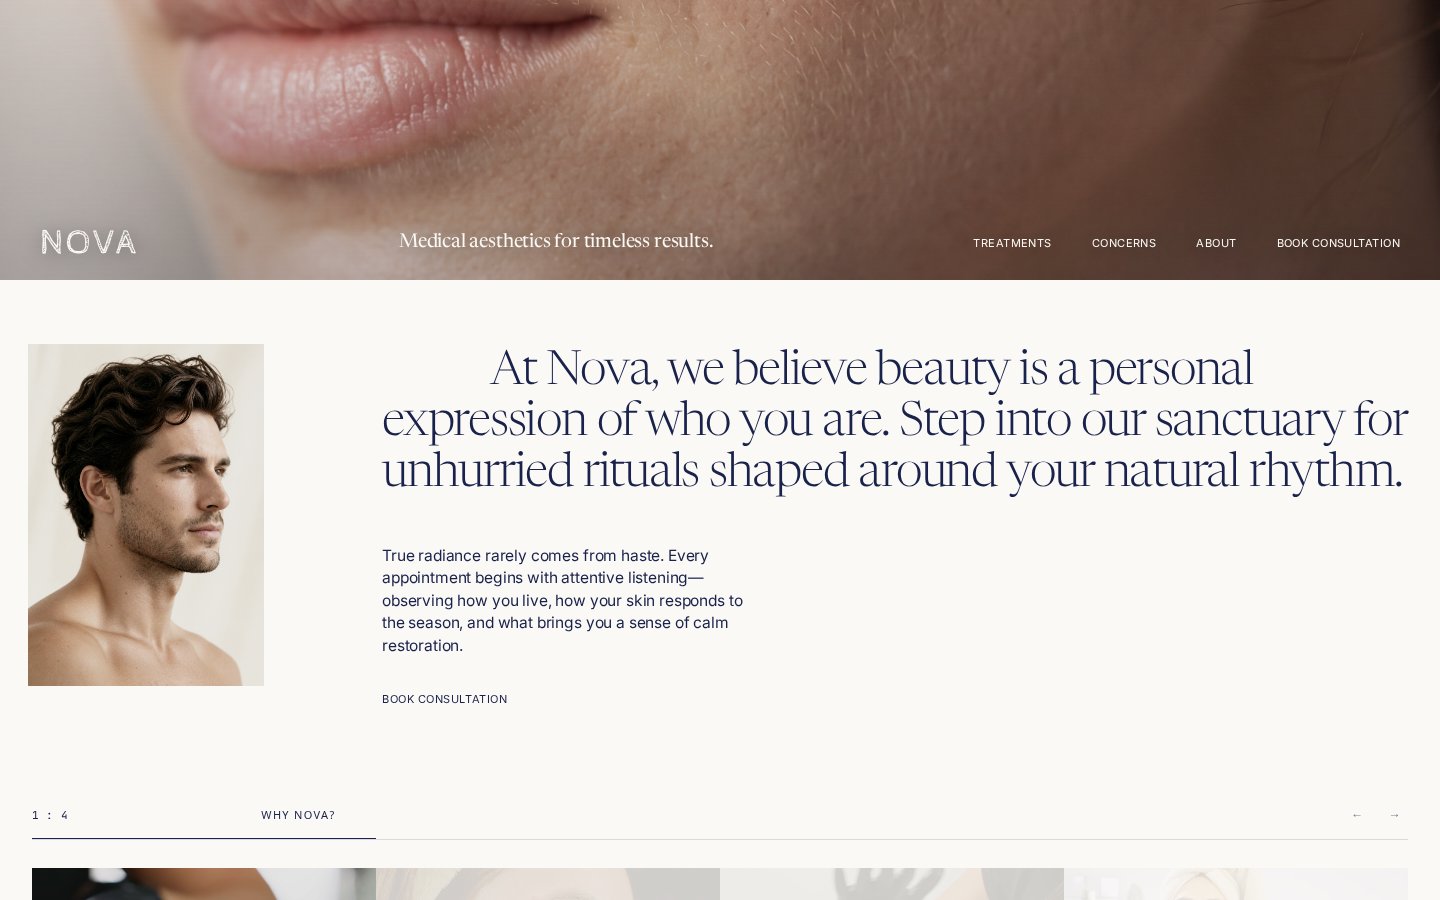 NOVA
Medical aesthetics for timeless results.
TREATMENTS CONCERNS ABOUT BOOK CONSULTATION
At Nova, we believe beauty is a personal
expression of who you are. Step into our sanctuary for
unhurried rituals shaped around your natural rhythm.
True radiance rarely comes from haste. Every
appointment begins with attentive listening—
observing how you live, how your skin responds to
the season, and what brings you a sense of calm
restoration.
BOOK CONSULTATION
1 : 4
WHY NOVA?
← →